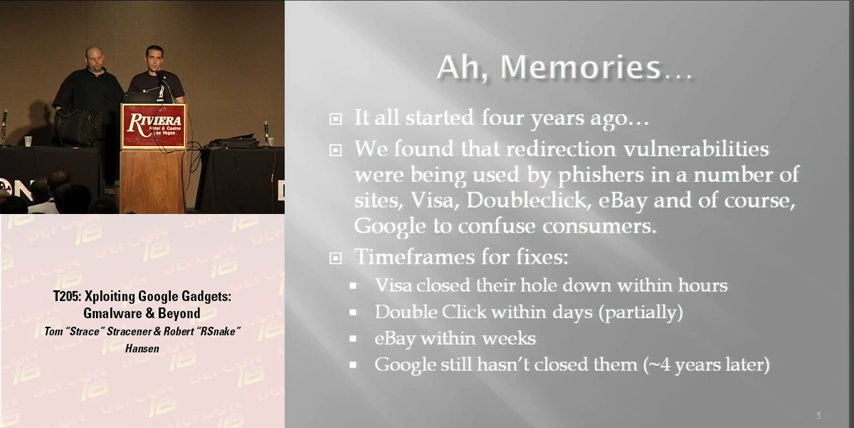 RIVIERA
Hotel & Casino
Las Vegas
T205: Xploiting Google Gadgets:
Gmalware & Beyond
Tom "Strace" Stracener & Robert "RSnake"
Hansen
DEFCON 16
Ah, Memories...
It all started four years ago...
We found that redirection vulnerabilities
were being used by phishers in a number of
sites, Visa, Doubleclick, eBay and of course,
Google to confuse consumers.
Timeframes for fixes:
Visa closed their hole down within hours
Double Click within days (partially)
eBay within weeks
Google still hasn't closed them (~4 years later)
5